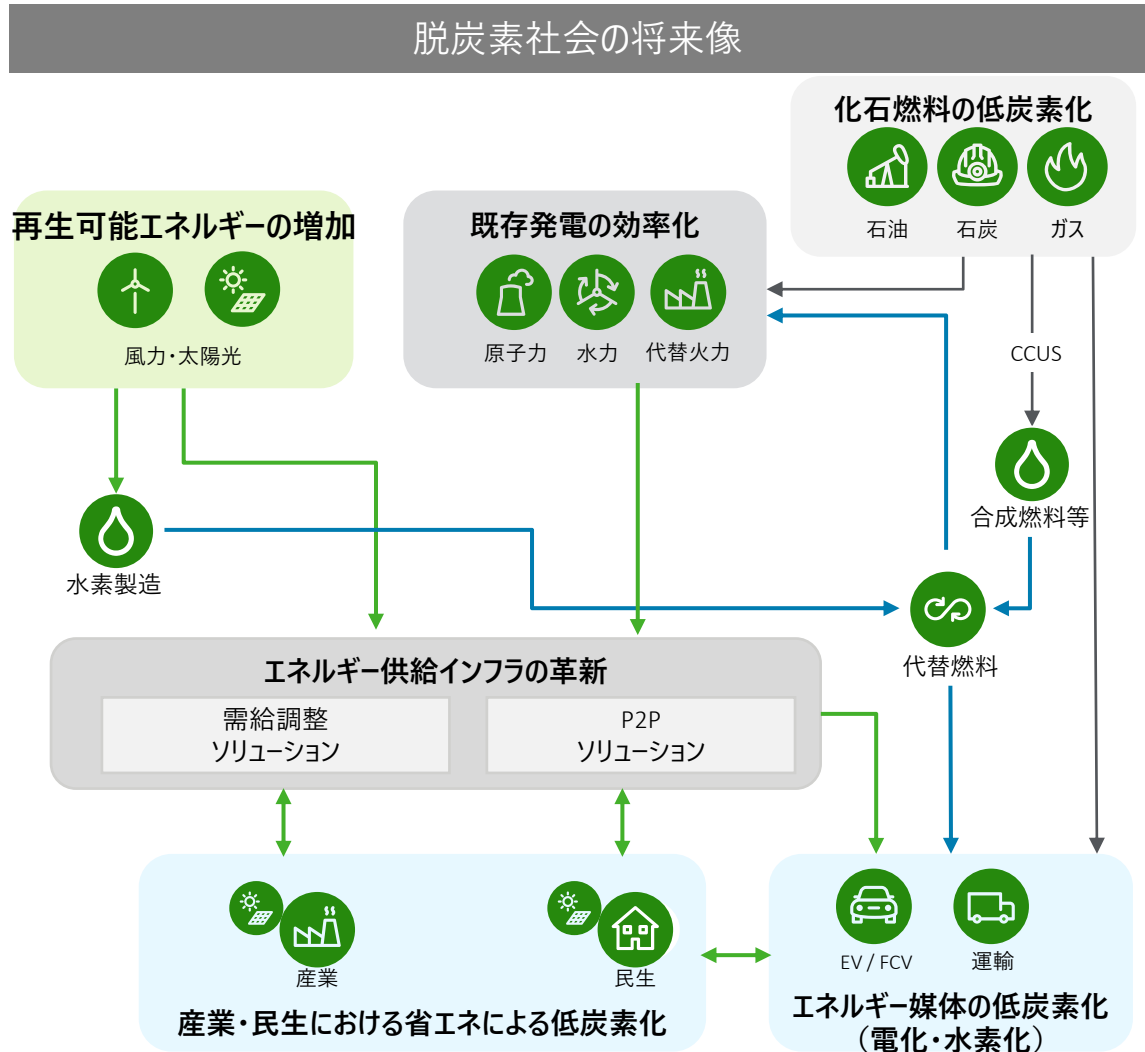 脱炭素社会の将来像
化石燃料の低炭素化
石油
石炭
ガス
再生可能エネルギーの増加
風力・太陽光
既存発電の効率化
原子力
水力
代替火力
CCUS
合成燃料等
水素製造
代替燃料
エネルギー供給インフラの革新
需給調整
ソリューション
P2P
ソリューション
産業
民生
産業・民生における省エネによる低炭素化
EV / FCV
運輸
エネルギー媒体の低炭素化
（電化・水素化）